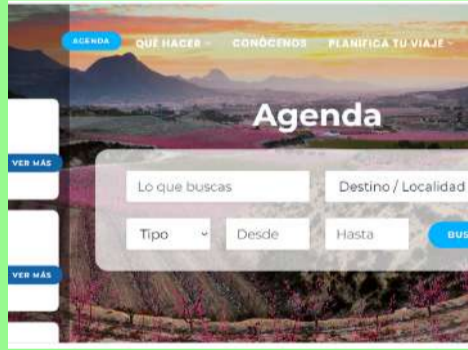 AGENDA QUÉ HACER CONÓCENOS PLANIFICA TU VIAJE
Agenda
VER MÁS
Lo que buscas Destino / Localidad
Tipo Desde Hasta
VER MÁS